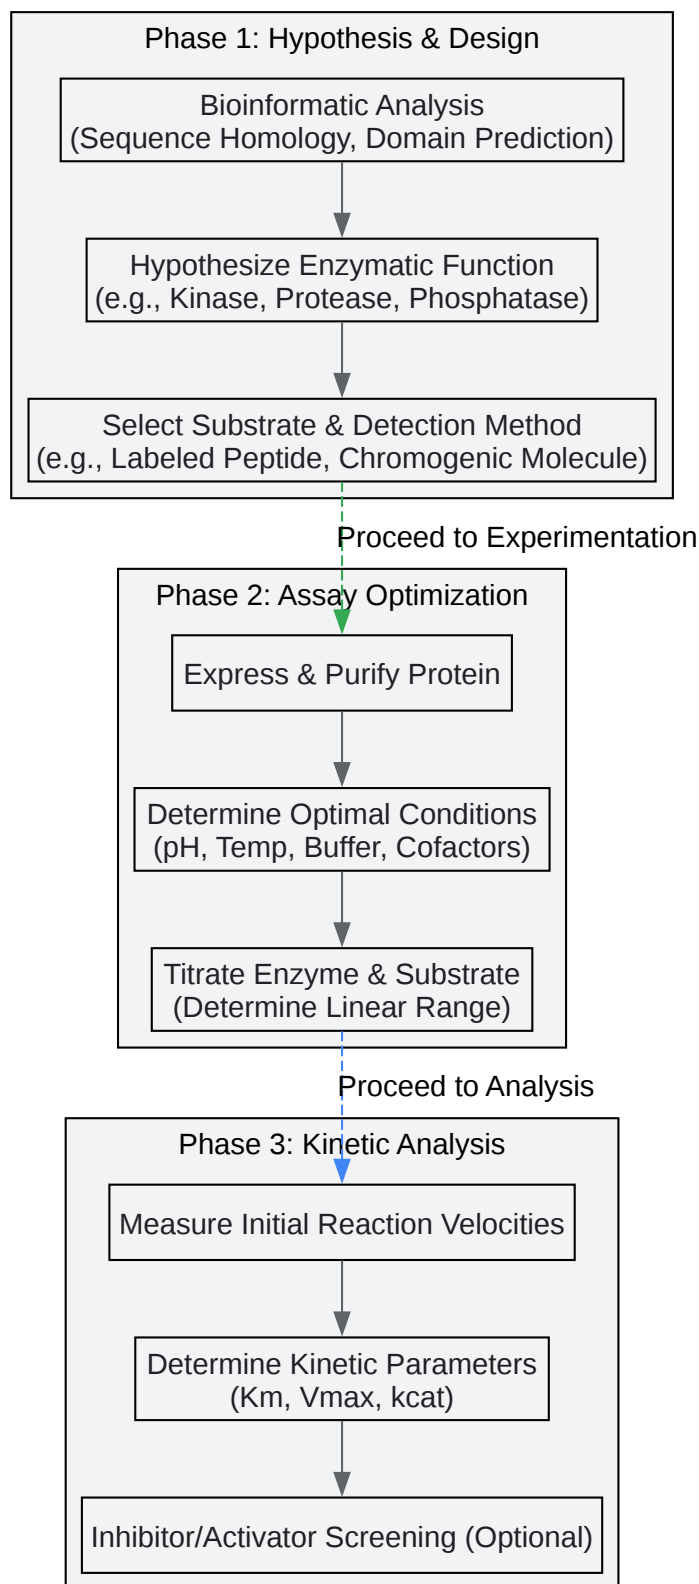 Phase 1: Hypothesis & Design
Bioinformatic Analysis
(Sequence Homology, Domain Prediction)
Hypothesize Enzymatic Function
(e.g., Kinase, Protease, Phosphatase)
Select Substrate & Detection Method
(e.g., Labeled Peptide, Chromogenic Molecule)
Proceed to Experimentation
Phase 2: Assay Optimization
Express & Purify Protein
Determine Optimal Conditions
(pH, Temp, Buffer, Cofactors)
Titrate Enzyme & Substrate
(Determine Linear Range)
Proceed to Analysis
Phase 3: Kinetic Analysis
Measure Initial Reaction Velocities
Determine Kinetic Parameters
(Km, Vmax, kcat)
Inhibitor/Activator Screening (Optional)